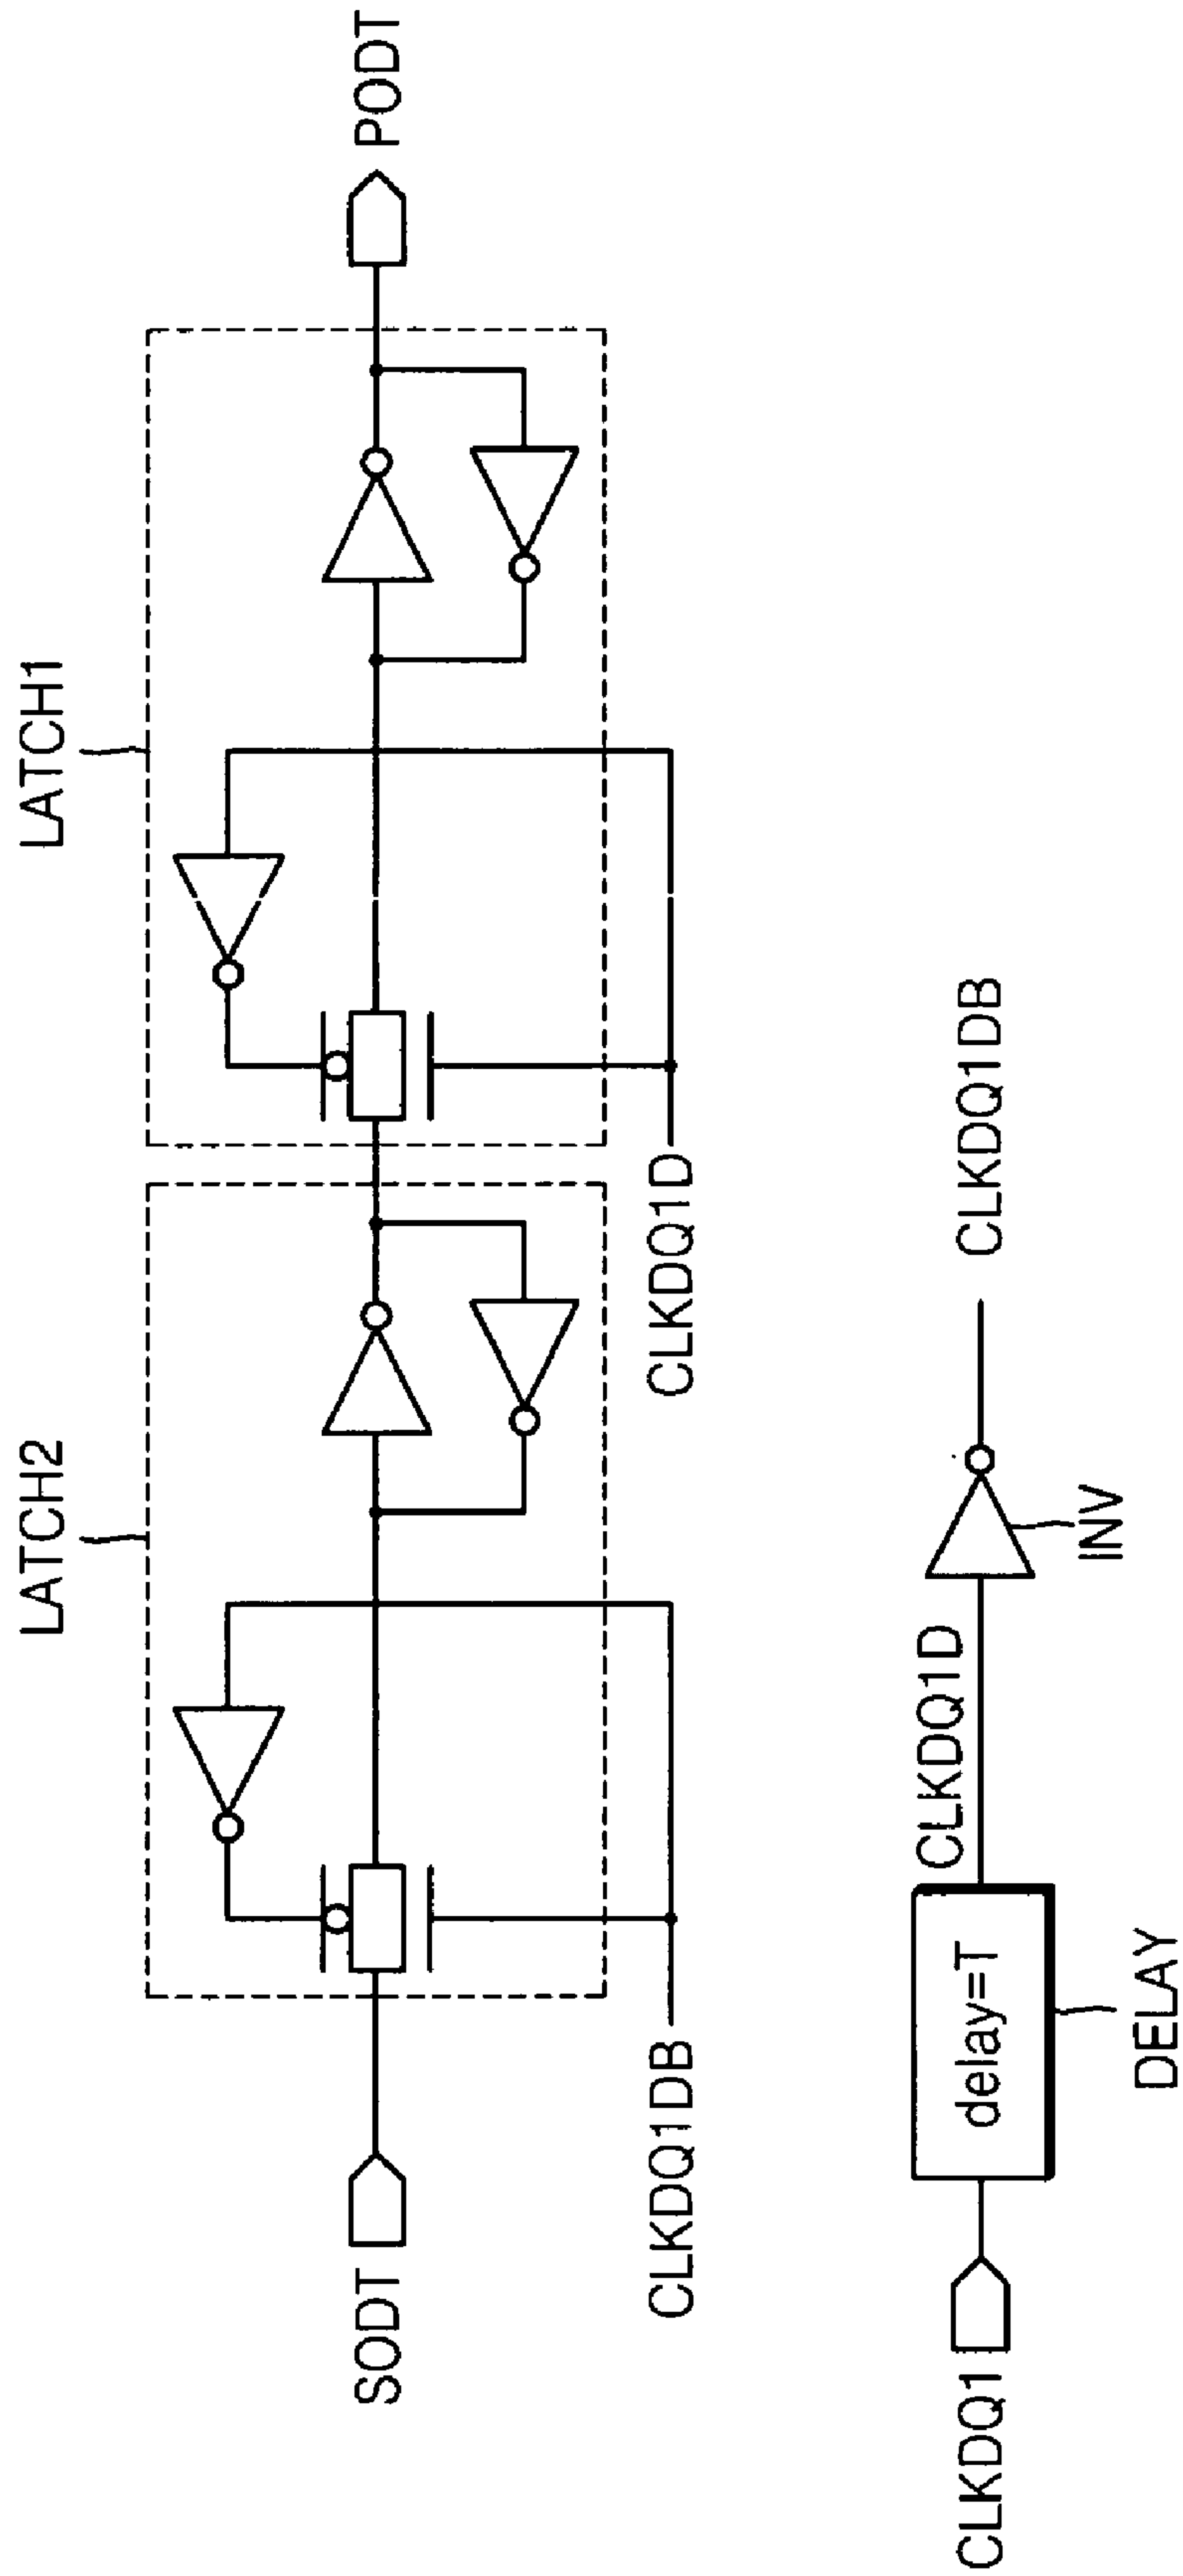 LATCH2
LATCH1
SODT
PODT
CLKDQ1DB
CLKDQ1D
CLKDQ1
delay=T
DELAY
CLKDQ1D
INV
CLKDQ1DB